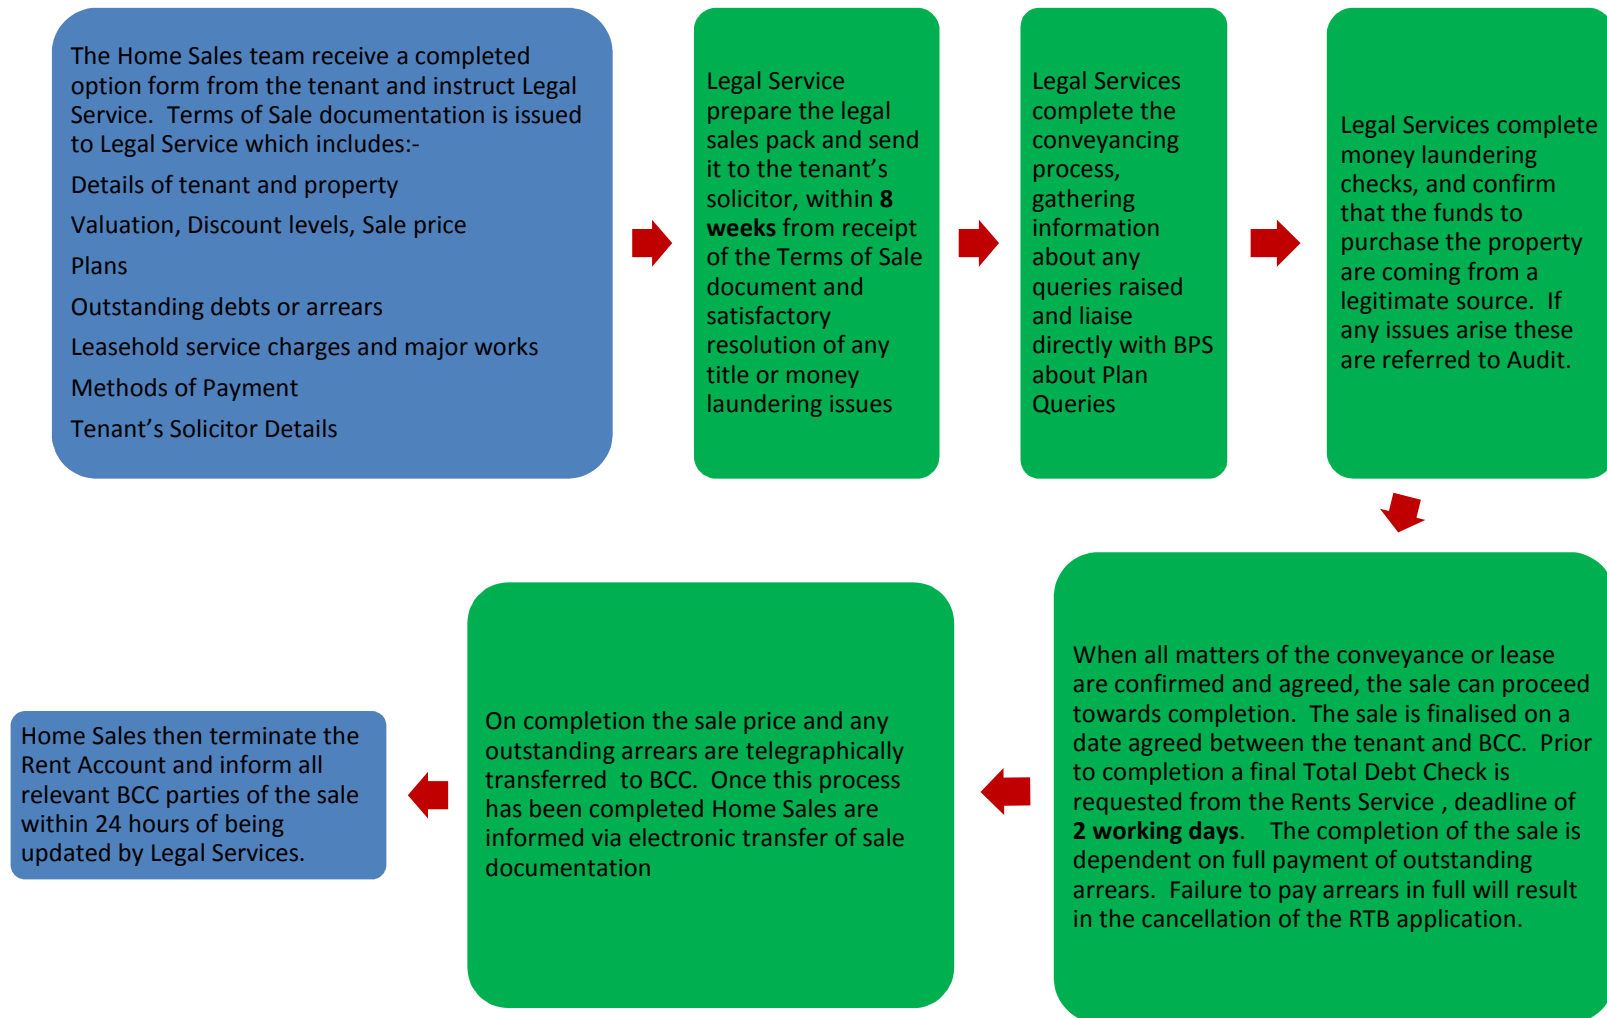 The Home Sales team receive a completed
option form from the tenant and instruct Legal
Service.  Terms of Sale documentation is issued
to Legal Service which includes:-
Details of tenant and property
Valuation, Discount levels, Sale price
Plans
Outstanding debts or arrears
Leasehold service charges and major works
Methods of Payment
Tenant’s Solicitor Details
Legal Service
prepare the legal
sales pack and send
it to the tenant’s
solicitor, within 8
weeks from receipt
of the Terms of Sale
document and
satisfactory
resolution of any
title or money
laundering issues
Legal Services
complete the
conveyancing
process,
gathering
information
about any
queries raised
and liaise
directly with BPS
about Plan
Queries
Legal Services complete
money laundering
checks, and confirm
that the funds to
purchase the property
are coming from a
legitimate source.  If
any issues arise these
are referred to Audit.
When all matters of the conveyance or lease
are confirmed and agreed, the sale can proceed
towards completion.  The sale is finalised on a
date agreed between the tenant and BCC.  Prior
to completion a final Total Debt Check is
requested from the Rents Service , deadline of
2 working days.    The completion of the sale is
dependent on full payment of outstanding
arrears.  Failure to pay arrears in full will result
in the cancellation of the RTB application.
On completion the sale price and any
outstanding arrears are telegraphically
transferred  to BCC.  Once this process
has been completed Home Sales are
informed via electronic transfer of sale
documentation
Home Sales then terminate the
Rent Account and inform all
relevant BCC parties of the sale
within 24 hours of being
updated by Legal Services.